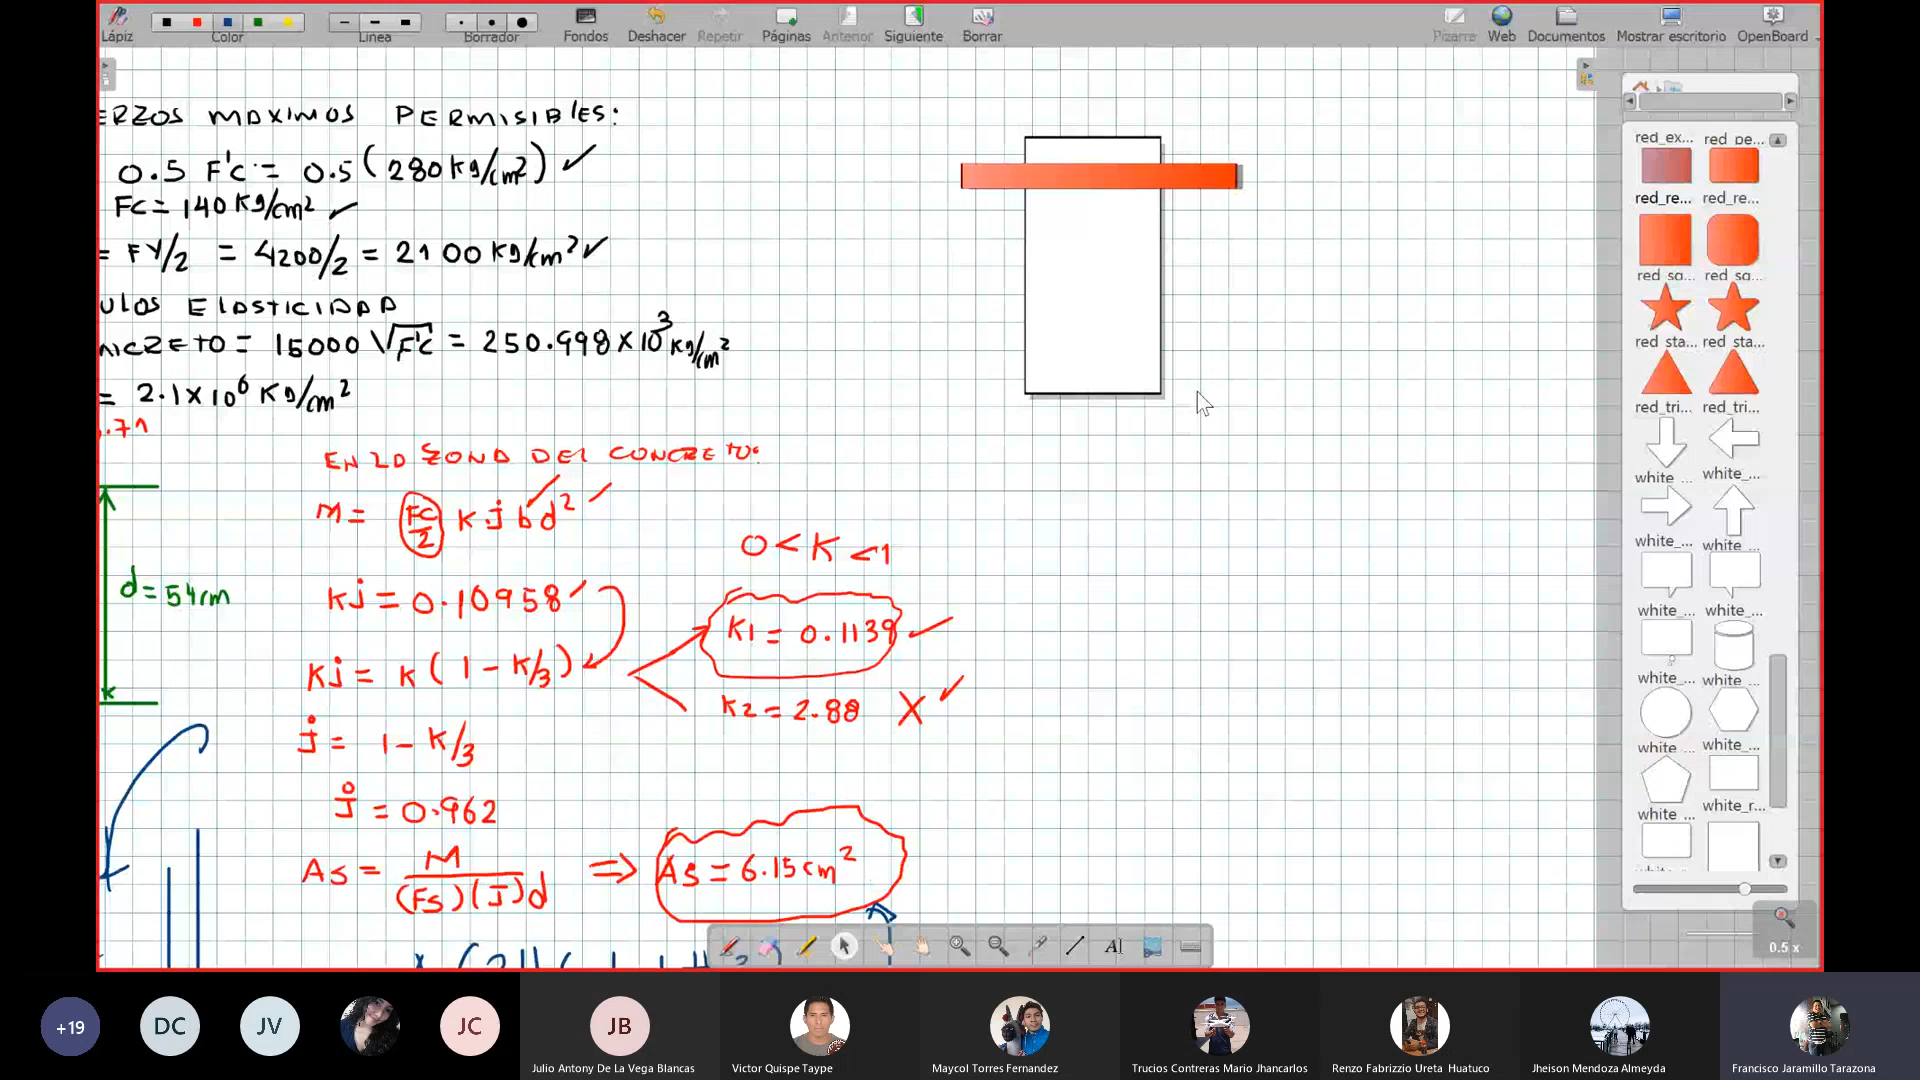 Lápiz
Color
Línea
Borrador
Fondos
Deshacer
Repetir
Páginas
Anterior
Siguiente
Borrar
Pizarra
Web
Documentos
Mostrar escritorio
OpenBoard
ERZOS MAXIMOS PERMISIBLES:
0.5 F'c = 0.5 (280 Kg/cm²) ✓
FC = 140 Kg/cm² ✓
= FY/2 = 4200/2 = 2100 Kg/cm² ✓
ULOS ELASTICIDAD
NCRETO = 15000 √F'c = 250.998 × 10³ Kg/cm²
= 2.1 × 10⁶ Kg/cm²
.71
EN LA ZONA DEL CONCRETO:
M = FC/2 k j b d²
0 < K < 1
d = 54 cm
kj = 0.10958
k1 = 0.1139
kj = k (1 - k/3)
k2 = 2.88 X
j = 1 - K/3
J = 0.962
As = M / (Fs)(J)d ⇒ As = 6.15 cm²
red_ex...
red_pe...
red_re...
red_re...
red_sq...
red_sq...
red_sta...
red_sta...
red_tri...
red_tri...
white_...
white_...
white_...
white_...
white_...
white_...
white_...
white_...
white_...
white_...
white_...
white_r...
0.5 x
+19
DC
JV
JC
JB
Julio Antony De La Vega Blancas
Victor Quispe Taype
Maycol Torres Fernandez
Trucios Contreras Mario Jhancarlos
Renzo Fabrizzio Ureta Huatuco
Jheison Mendoza Almeyda
Francisco Jaramillo Tarazona